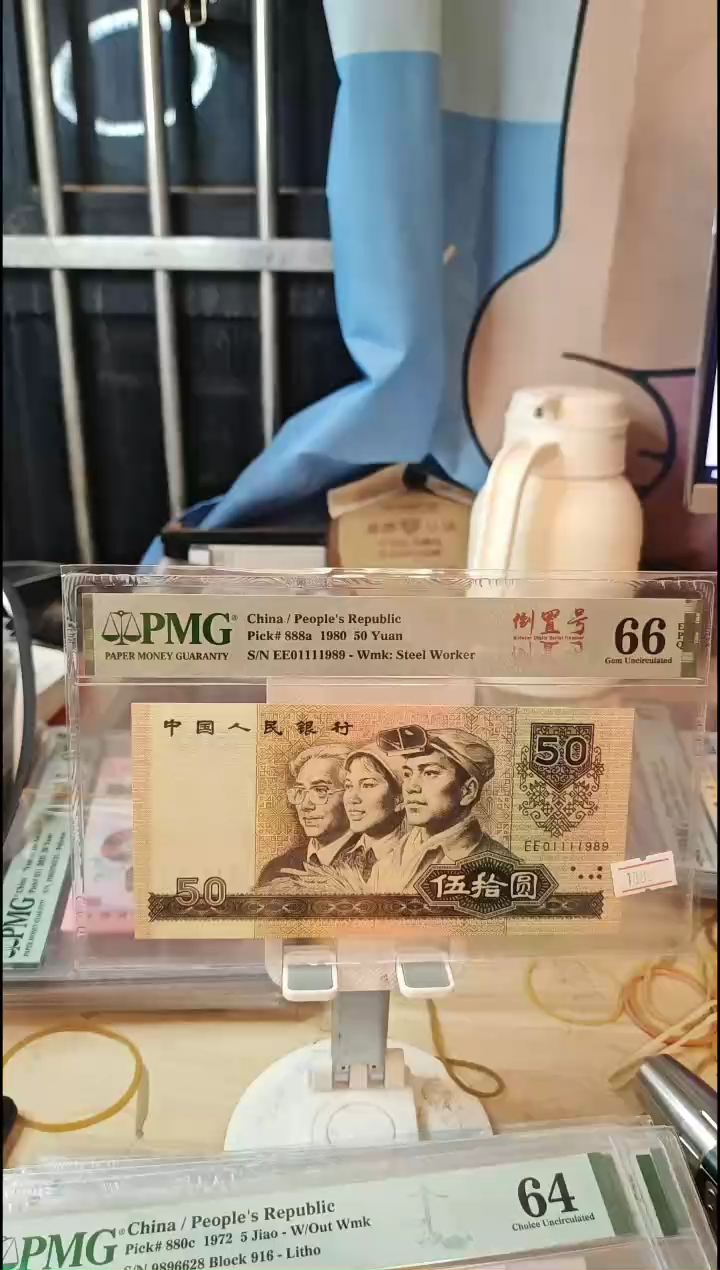 PMG
PAPER MONEY GUARANTY
China / People's Republic
Pick# 888a 1980 50 Yuan
S/N EE01111989 - Wmk: Steel Worker
倒置号
66
Gem Uncirculated
E
P
Q
中国人民银行
50
EE01111989
50
伍拾圆
PMG
PMG
China / People's Republic
Pick# 880c 1972 5 Jiao - W/Out Wmk
S/N 9896628 Block 916 - Litho
64
Choice Uncirculated